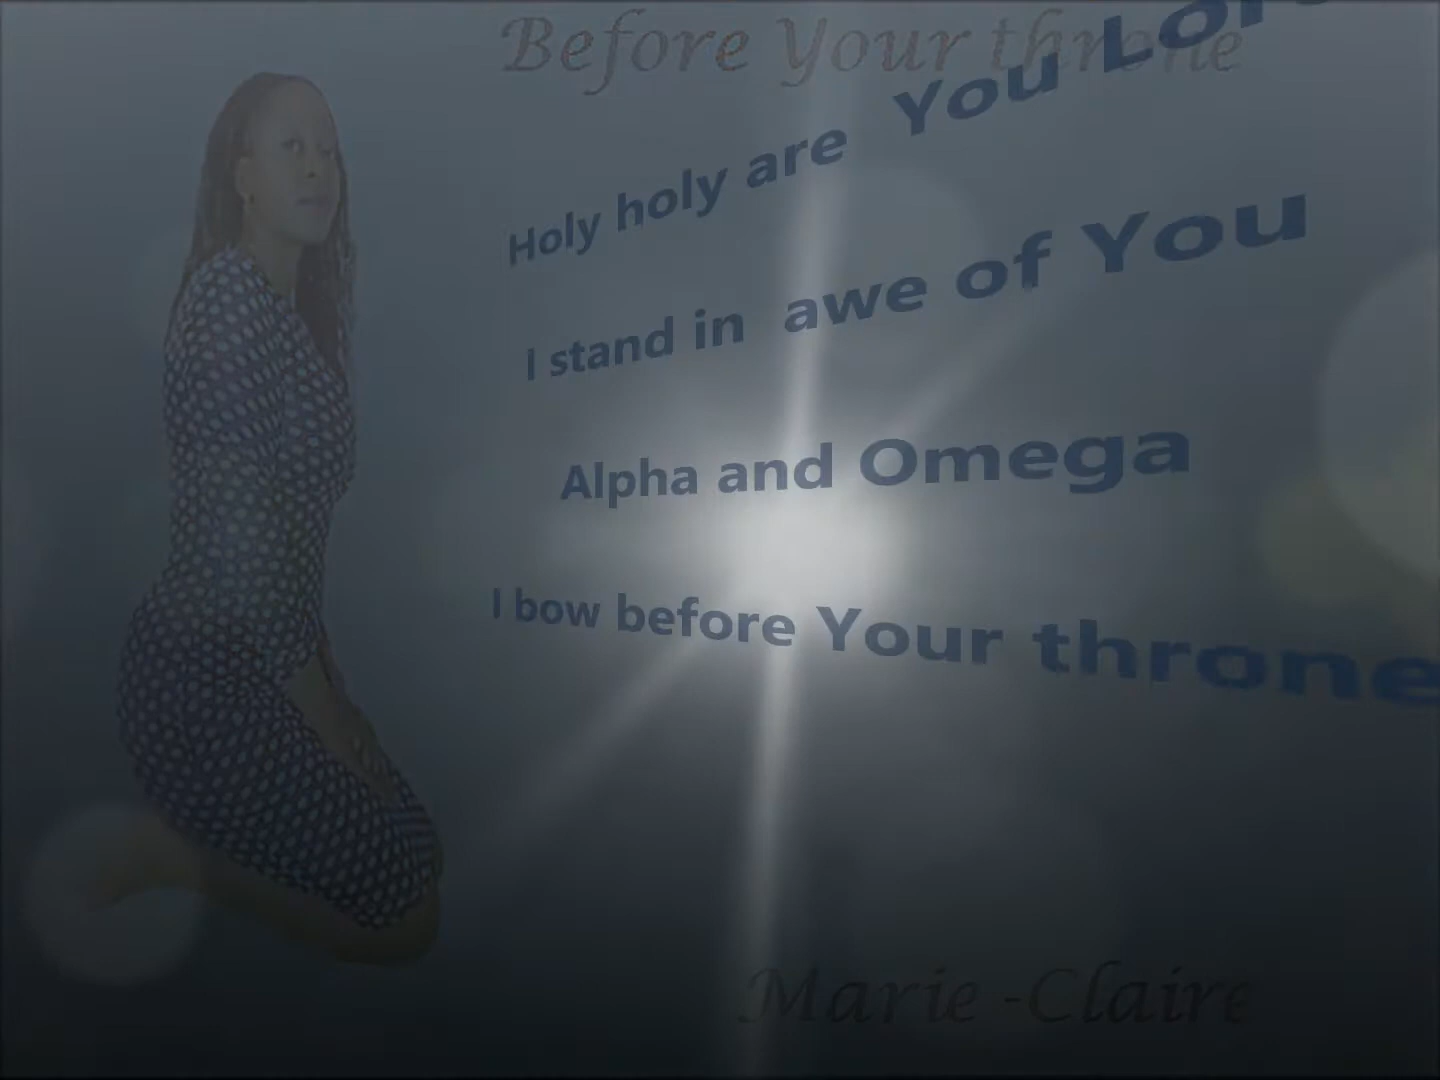 Before Your throne
Holy holy are You Lor
I stand in awe of You
Alpha and Omega
I bow before Your throne
Marie -Claire